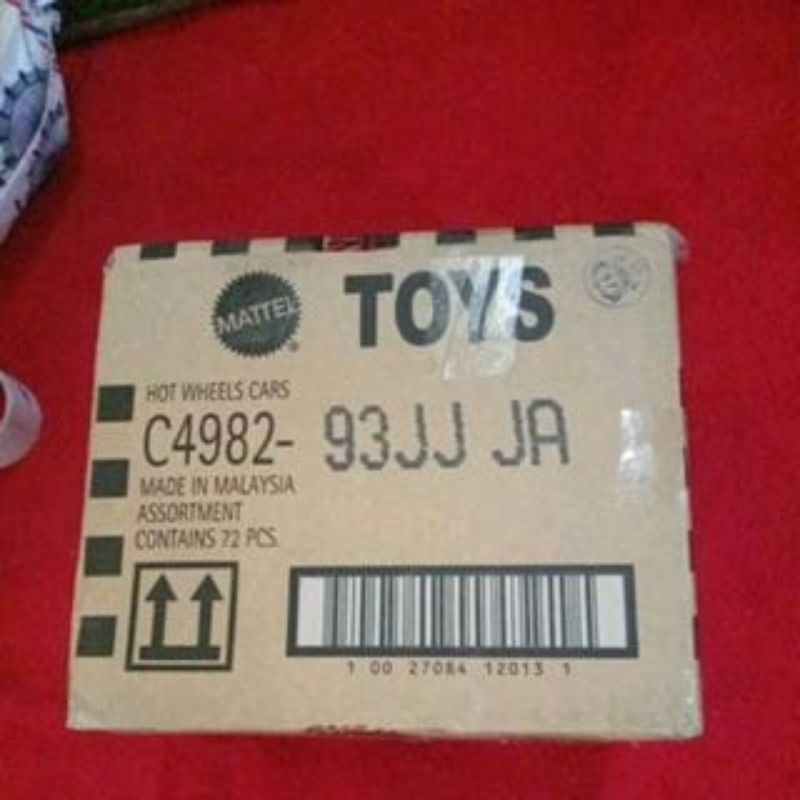 MATTEL
®
TOYS
HOT WHEELS CARS
C4982- 93JJ JA
MADE IN MALAYSIA
ASSORTMENT
CONTAINS 72 PCS.
1 00 27084 12013 1